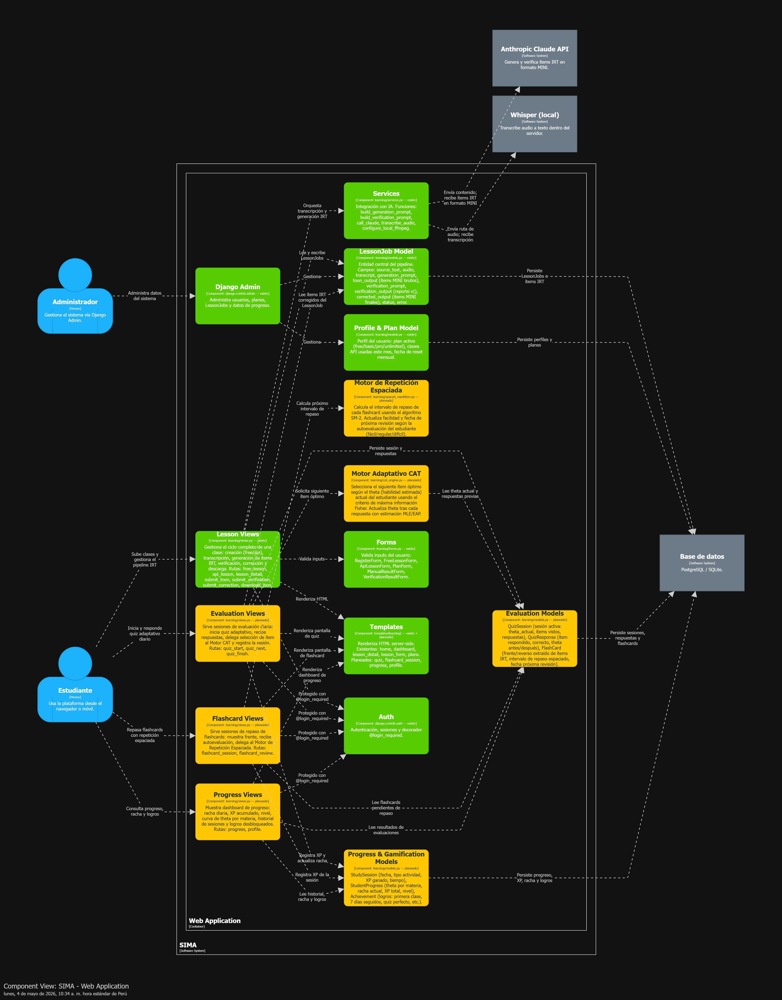 Anthropic Claude API
[Software System]
Genera y verifica ítems IRT en
formato MINI.
Whisper (local)
[Software System]
Transcribe audio a texto dentro del
servidor.
Services
[Component: learning/services.py — existe]
Integración con IA. Funciones:
build_generation_prompt,
build_verification_prompt,
call_claude, transcribe_audio,
configure_local_ffmpeg.
Envía contenido;
recibe ítems IRT
en formato MINI
Envía ruta de
audio; recibe
transcripción
Orquesta
transcripción y
generación IRT
Lee y escribe
LessonJobs
Gestiona
Lee ítems IRT
corregidos del
LessonJob
LessonJob Model
[Component: learning/models.py — existe]
Entidad central del pipeline.
Campos: source_text, audio,
transcript, generation_prompt,
toon_output (ítems MINI brutos),
verification_prompt,
verification_output (reporte v|),
corrected_output (ítems MINI
finales), status, error.
Persiste
LessonJobs e
ítems IRT
Administrador
[Person]
Gestiona el sistema vía Django
Admin.
Administra datos
del sistema
Django Admin
[Component: django.contrib.admin — existe]
Administra usuarios, planes,
LessonJobs y datos de progreso.
Gestiona
Profile & Plan Model
[Component: learning/models.py — existe]
Perfil del usuario: plan activo
(free/basic/pro/unlimited), clases
API usadas este mes, fecha de reset
mensual.
Persiste perfiles y
planes
Calcula próximo
intervalo de
repaso
Motor de Repetición
Espaciada
[Component: learning/spaced_repetition.py —
planeado]
Calcula el intervalo de repaso de
cada flashcard usando el algoritmo
SM-2. Actualiza facilidad y fecha de
próxima revisión según la
autoevaluación del estudiante
(fácil/regular/difícil).
Persiste sesión y
respuestas
Solicita siguiente
ítem óptimo
Motor Adaptativo CAT
[Component: learning/cat_engine.py — planeado]
Selecciona el siguiente ítem óptimo
según el theta (habilidad estimada)
actual del estudiante usando el
criterio de máxima información
Fisher. Actualiza theta tras cada
respuesta con estimación MLE/EAP.
Lee theta actual y
respuestas previas
Sube clases y
gestiona el
pipeline IRT
Lesson Views
[Component: learning/views.py — existe]
Gestiona el ciclo completo de una
clase: creación (free/api),
transcripción, generación de ítems
IRT, verificación, corrección y
descarga. Rutas: free_lesson,
api_lesson, lesson_detail,
submit_toon, submit_verification,
submit_correction, download_json.
Valida inputs
Forms
[Component: learning/forms.py — existe]
Valida inputs del usuario:
RegisterForm, FreeLessonForm,
ApiLessonForm, PlanForm,
ManualResultForm,
VerificationResultForm.
Base de datos
[Software System]
PostgreSQL / SQLite.
Renderiza HTML
Inicia y responde
quiz adaptativo
diario
Evaluation Views
[Component: learning/views.py — planeado]
Sirve sesiones de evaluación diaria:
inicia quiz adaptativo, recibe
respuestas, delega selección de ítem
al Motor CAT y registra la sesión.
Rutas: quiz_start, quiz_next,
quiz_finish.
Renderiza pantalla
de quiz
Renderiza pantalla
de flashcard
Renderiza
dashboard de
progreso
Templates
[Component: templates/learning/ — existe +
planeado]
Renderiza HTML server-side.
Existentes: home, dashboard,
lesson_detail, lesson_form, plans.
Planeados: quiz, flashcard_session,
progress, profile.
Evaluation Models
[Component: learning/models.py — planeado]
QuizSession (sesión activa:
theta_actual, ítems vistos,
respuestas), QuizResponse (ítem
respondido, correcto, theta
antes/después), FlashCard
(frente/reverso extraído de ítems
IRT, intervalo de repaso espaciado,
fecha próxima revisión).
Persiste sesiones,
respuestas y
flashcards
Estudiante
[Person]
Usa la plataforma desde el
navegador o móvil.
Protegido con
@login_required
Protegido con
@login_required
Protegido con
@login_required
Auth
[Component: django.contrib.auth — existe]
Autenticación, sesiones y decorador
@login_required.
Repasa flashcards
con repetición
espaciada
Flashcard Views
[Component: learning/views.py — planeado]
Sirve sesiones de repaso de
flashcards: muestra frente, recibe
autoevaluación, delega al Motor de
Repetición Espaciada. Rutas:
flashcard_session, flashcard_review.
Protegido con
@login_required
Consulta progreso,
racha y logros
Progress Views
[Component: learning/views.py — planeado]
Muestra dashboard de progreso:
racha diaria, XP acumulado, nivel,
curva de theta por materia, historial
de sesiones y logros desbloqueados.
Rutas: progress, profile.
Lee flashcards
pendientes de
repaso
Lee resultados de
evaluaciones
Registra XP y
actualiza racha
Registra XP de la
sesión
Lee historial,
racha y logros
Progress & Gamification
Models
[Component: learning/models.py — planeado]
StudySession (fecha, tipo actividad,
XP ganado, tiempo),
StudentProgress (theta por materia,
racha actual, XP total, nivel),
Achievement (logros: primera clase,
7 días seguidos, quiz perfecto, etc.).
Persiste progreso,
XP, racha y logros
Web Application
[Container]
SIMA
[Software System]
Component View: SIMA - Web Application
lunes, 4 de mayo de 2026, 10:34 a. m. hora estándar de Perú